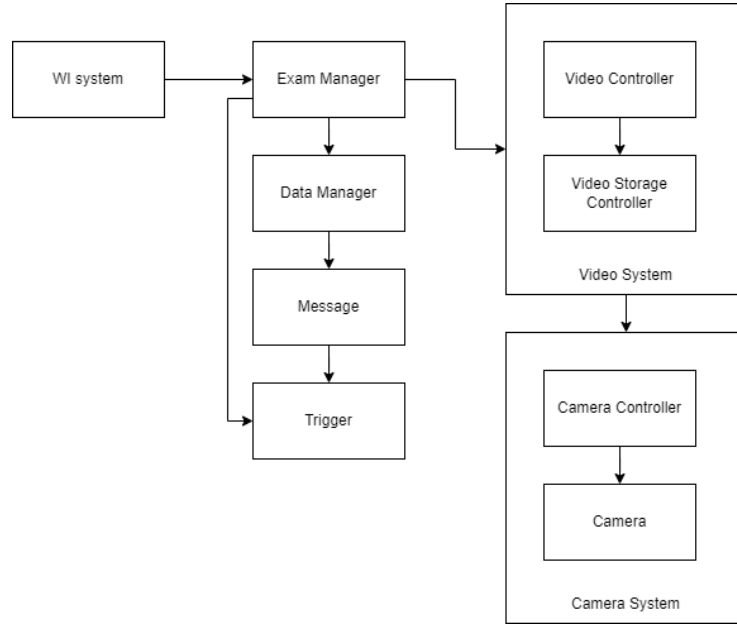 WI system
Exam Manager
Data Manager
Message
Trigger
Video Controller
Video Storage
Controller
Video System
Camera Controller
Camera
Camera System